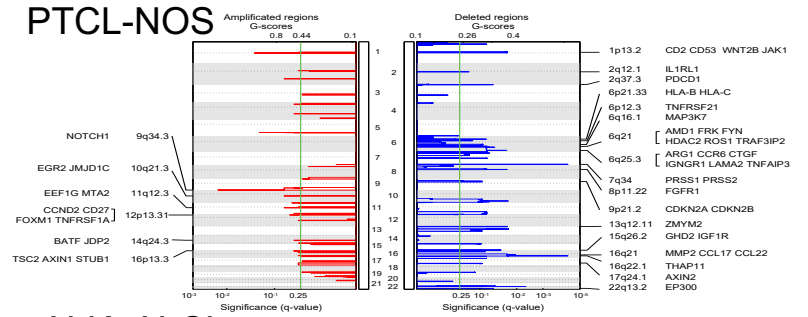 PTCL-NOS
Amplificated regions
G-scores
0.8 0.44 0.1
Deleted regions
G-scores
0.1 0.26 0.4
1
2
3
4
5
6
7
8
9
10
11
12
13
14
15
16
17
18
19
20
21
22
NOTCH1 9q34.3
EGR2 JMJD1C 10q21.3
EEF1G MTA2 11q12.3
CCND2 CD27
FOXM1 TNFRSF1A] 12p13.31
BATF JDP2 14q24.3
TSC2 AXIN1 STUB1 16p13.3
1p13.2 CD2 CD53 WNT2B JAK1
2q12.1 IL1RL1
2q37.3 PDCD1
6p21.33 HLA-B HLA-C
6p12.3 TNFRSF21
6q16.1 MAP3K7
6q21 [ AMD1 FRK FYN
HDAC2 ROS1 TRAF3IP2
6q25.3 [ ARG1 CCR6 CTGF
IGNGR1 LAMA2 TNFAIP3
7q34 PRSS1 PRSS2
8p11.22 FGFR1
9p21.2 CDKN2A CDKN2B
13q12.11 ZMYM2
15q26.2 GHD2 IGF1R
16q21 MMP2 CCL17 CCL22
16q22.1 THAP11
17q24.1 AXIN2
22q13.2 EP300
10⁻³ 10⁻² 10⁻¹ 0.25
Significance (q-value)
0.25 10⁻¹ 10⁻² 10⁻³
Significance (q-value)